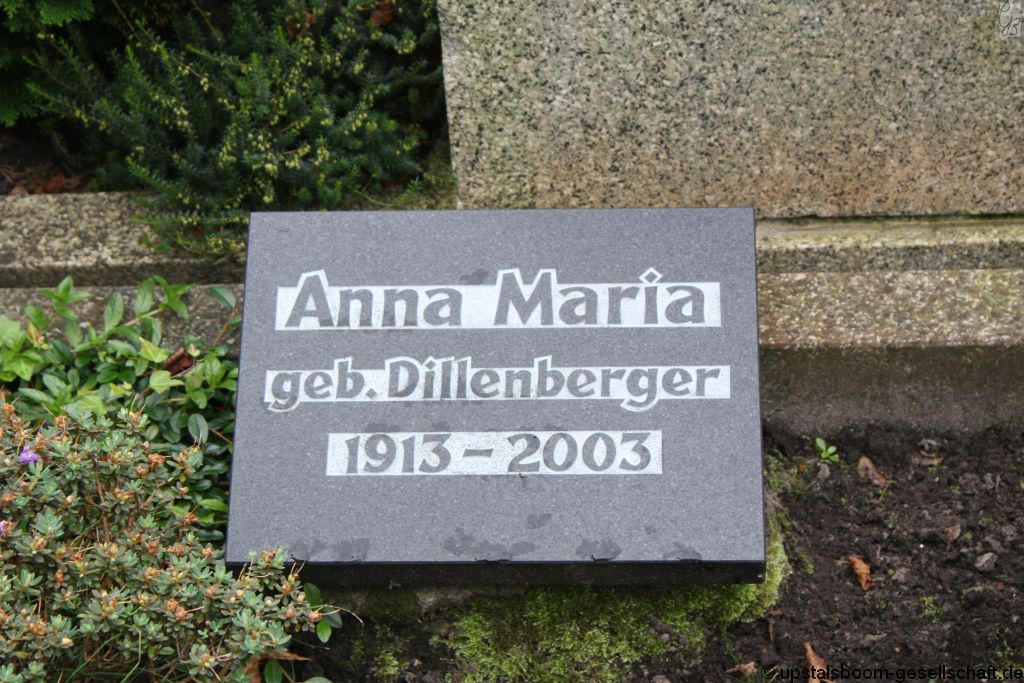 Anna Maria
geb. Dillenberger
1913 – 2003
© upstalsboom-gesellschaft.de